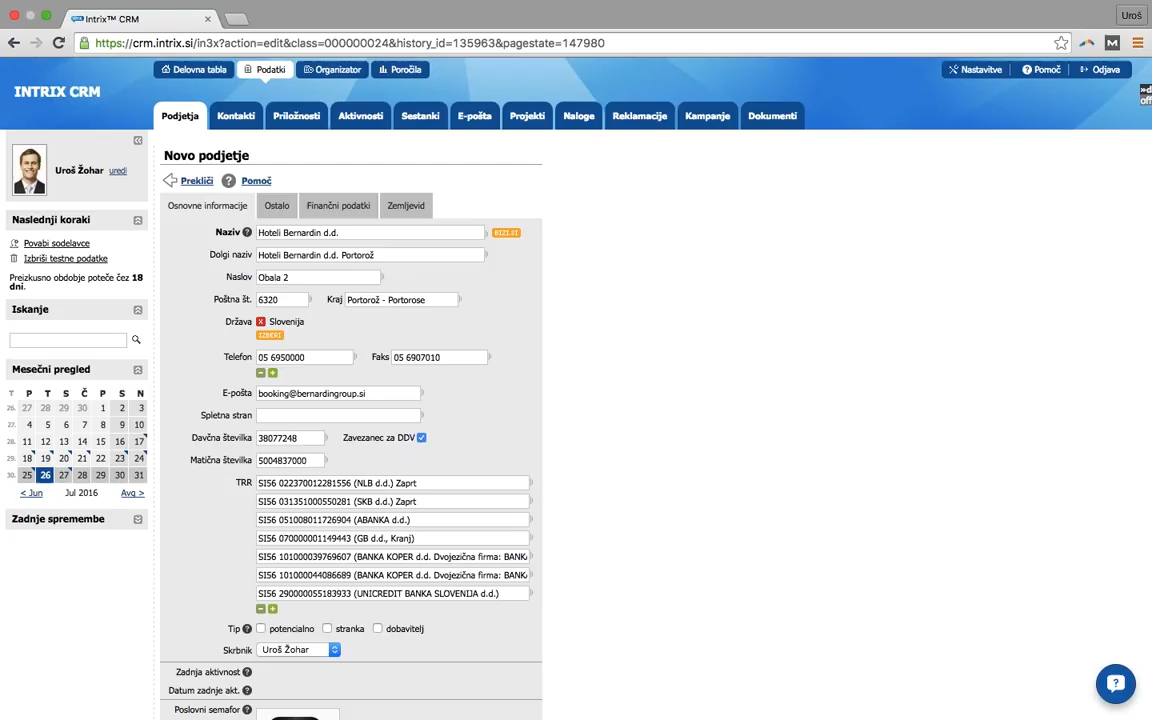 Intrix™ CRM
Uroš
https://crm.intrix.si/in3x?action=edit&class=000000024&history_id=135963&pagestate=147980
INTRIX CRM
Delovna tabla Podatki Organizator Poročila
Nastavitve Pomoč Odjava
Podjetja Kontakti Priložnosti Aktivnosti Sestanki E-pošta Projekti Naloge Reklamacije Kampanje Dokumenti
»d
off
Uroš Žohar uredi
Naslednji koraki
Povabi sodelavce
Izbriši testne podatke
Preizkusno obdobje poteče čez 18
dni.
Iskanje
Mesečni pregled
T P T S Č P S N
26. 27 28 29 30 1 2 3
27. 4 5 6 7 8 9 10
28. 11 12 13 14 15 16 17
29. 18 19 20 21 22 23 24
30. 25 26 27 28 29 30 31
< Jun Jul 2016 Avg >
Zadnje spremembe
Novo podjetje
Prekliči Pomoč
Osnovne informacije Ostalo Finančni podatki Zemljevid
Naziv Hoteli Bernardin d.d. BIZI.SI
Dolgi naziv Hoteli Bernardin d.d. Portorož
Naslov Obala 2
Poštna št. 6320 Kraj Portorož - Portorose
Država X Slovenija
IZBERI
Telefon 05 6950000 Faks 05 6907010
E-pošta booking@bernardingroup.si
Spletna stran
Davčna številka 38077248 Zavezanec za DDV
Matična številka 5004837000
TRR SI56 022370012281556 (NLB d.d.) Zaprt
SI56 031351000550281 (SKB d.d.) Zaprt
SI56 051008011726904 (ABANKA d.d.)
SI56 070000001149443 (GB d.d., Kranj)
SI56 101000039769607 (BANKA KOPER d.d. Dvojezična firma: BANK
SI56 101000044086689 (BANKA KOPER d.d. Dvojezična firma: BANK
SI56 290000055183933 (UNICREDIT BANKA SLOVENIJA d.d.)
Tip potencialno stranka dobavitelj
Skrbnik Uroš Žohar
Zadnja aktivnost
Datum zadnje akt.
Poslovni semafor